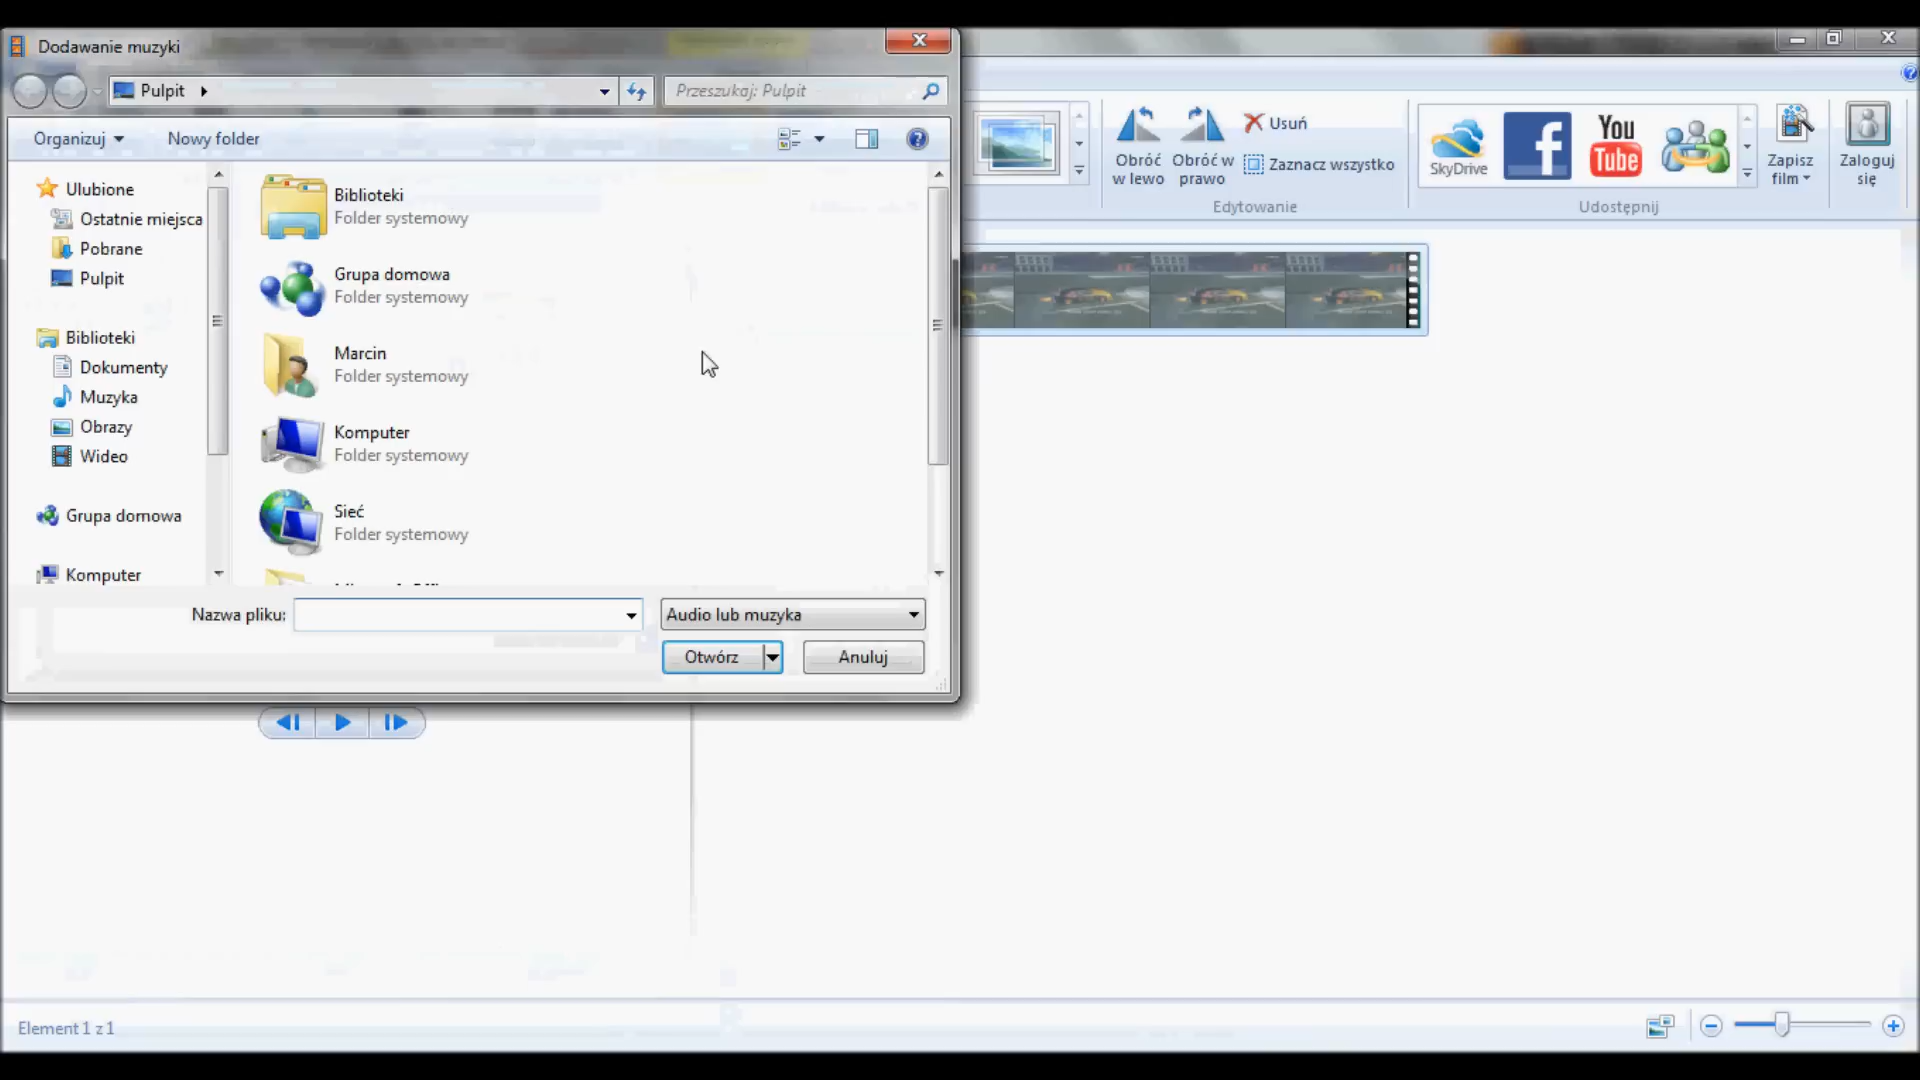 Dodawanie muzyki
Pulpit
Przeszukaj: Pulpit
Organizuj
Nowy folder
Ulubione
Ostatnie miejsca
Pobrane
Pulpit
Biblioteki
Dokumenty
Muzyka
Obrazy
Wideo
Grupa domowa
Komputer
Biblioteki
Folder systemowy
Grupa domowa
Folder systemowy
Marcin
Folder systemowy
Komputer
Folder systemowy
Sieć
Folder systemowy
Nazwa pliku:
Audio lub muzyka
Otwórz
Anuluj
Obróć w lewo
Obróć w prawo
Usuń
Zaznacz wszystko
Edytowanie
SkyDrive
You Tube
Udostępnij
Zapisz film
Zaloguj się
Element 1 z 1